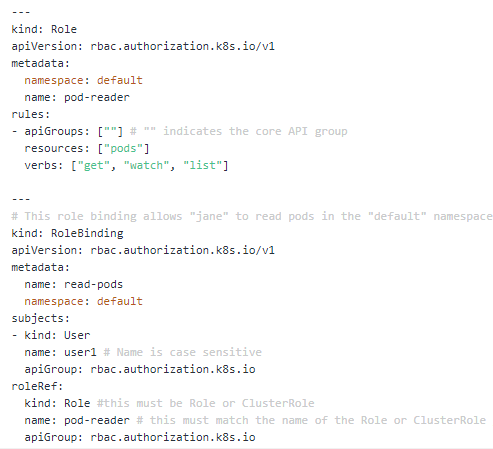 ---
kind: Role
apiVersion: rbac.authorization.k8s.io/v1
metadata:
  namespace: default
  name: pod-reader
rules:
- apiGroups: [""] # "" indicates the core API group
  resources: ["pods"]
  verbs: ["get", "watch", "list"]

---
# This role binding allows "jane" to read pods in the "default" namespace
kind: RoleBinding
apiVersion: rbac.authorization.k8s.io/v1
metadata:
  name: read-pods
  namespace: default
subjects:
- kind: User
  name: user1 # Name is case sensitive
  apiGroup: rbac.authorization.k8s.io
roleRef:
  kind: Role #this must be Role or ClusterRole
  name: pod-reader # this must match the name of the Role or ClusterRole
  apiGroup: rbac.authorization.k8s.io